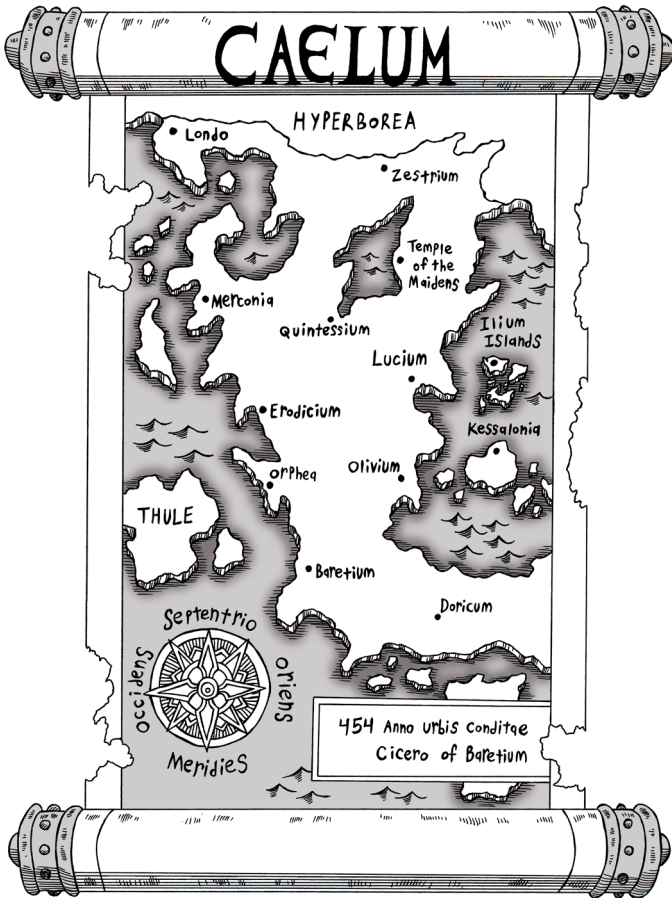 CAELUM
HYPERBOREA
Londo
Zestrium
Temple
of the
Maidens
Merconia
Quintessium
Ilium
Islands
Lucium
Erodicium
Kessalonia
Orphea
Olivium
THULE
Baretium
Doricum
Septentrio
Occidens
Oriens
Meridies
454 Anno Urbis Conditae
Cicero of Baretium